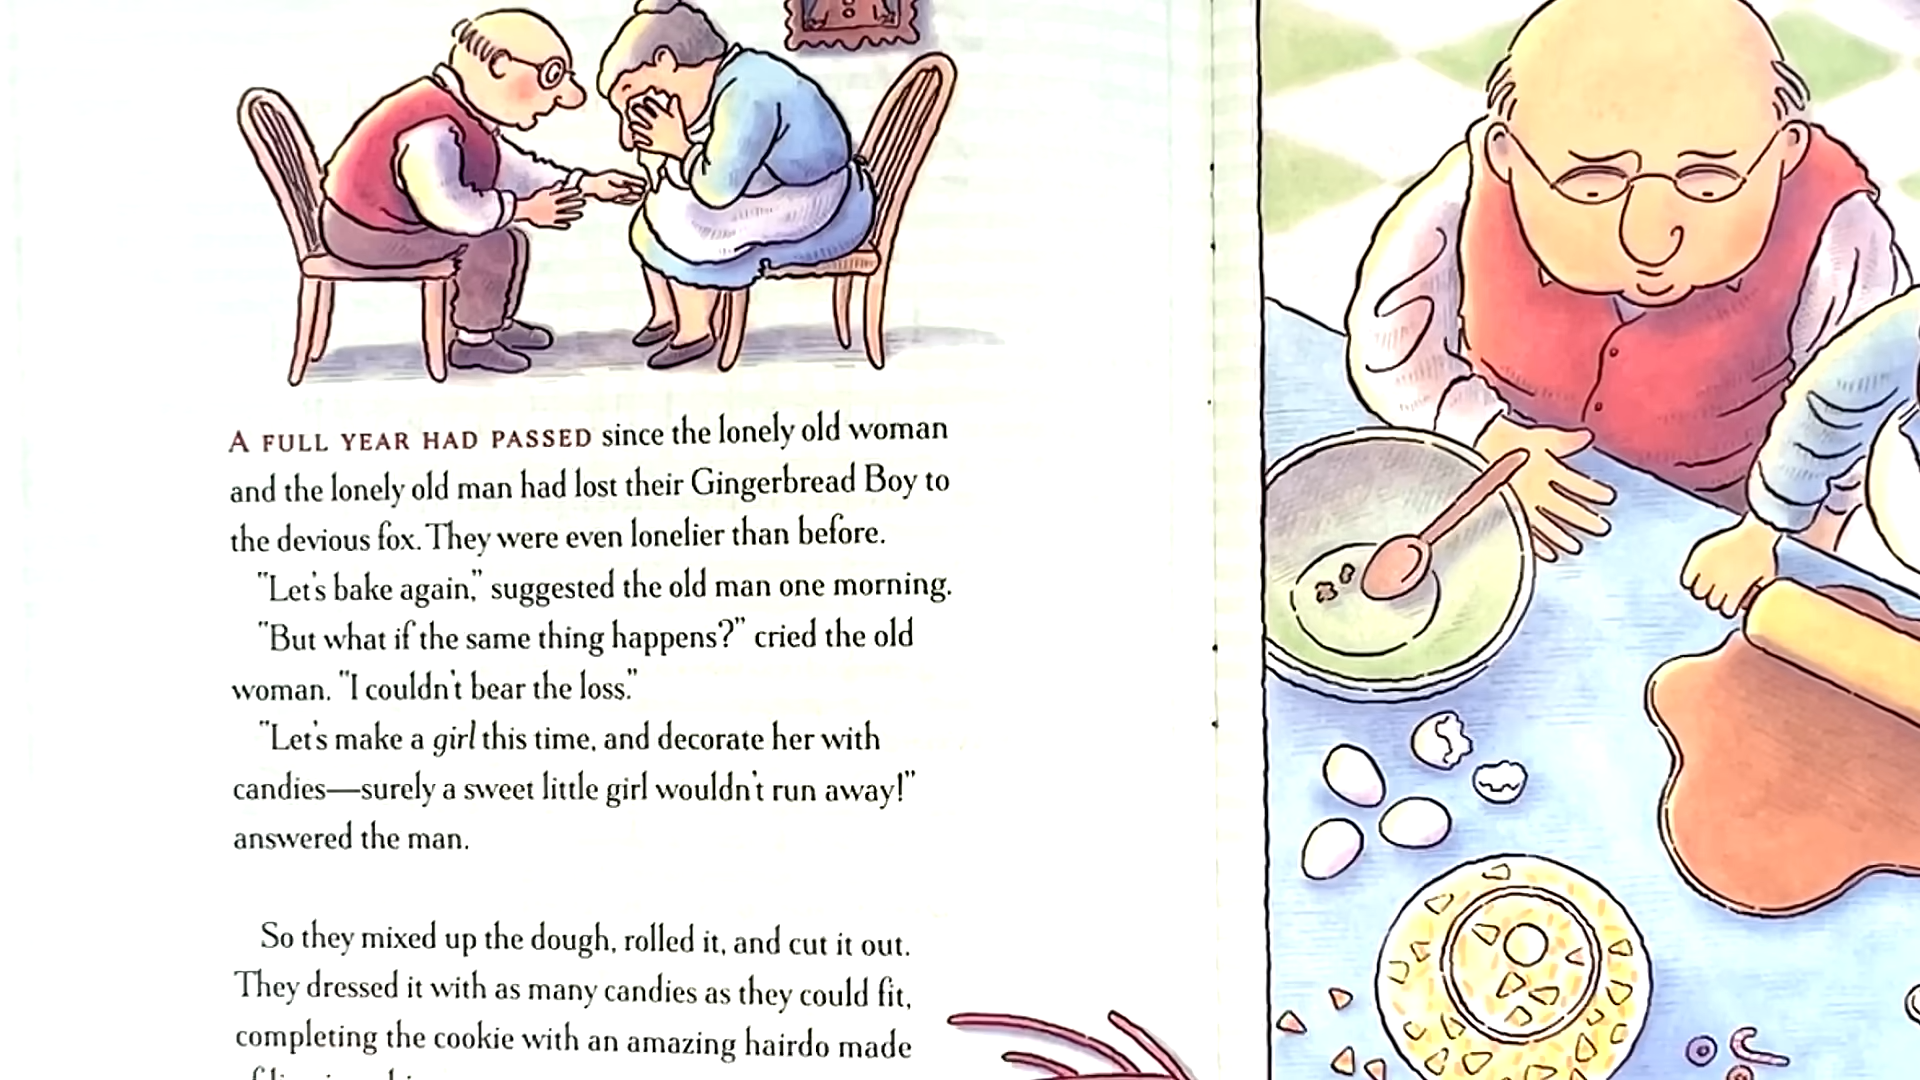 A FULL YEAR HAD PASSED since the lonely old woman
and the lonely old man had lost their Gingerbread Boy to
the devious fox. They were even lonelier than before.
"Let's bake again," suggested the old man one morning.
"But what if the same thing happens?" cried the old
woman. "I couldn't bear the loss."
"Let's make a girl this time, and decorate her with
candies—surely a sweet little girl wouldn't run away!"
answered the man.
So they mixed up the dough, rolled it, and cut it out.
They dressed it with as many candies as they could fit,
completing the cookie with an amazing hairdo made